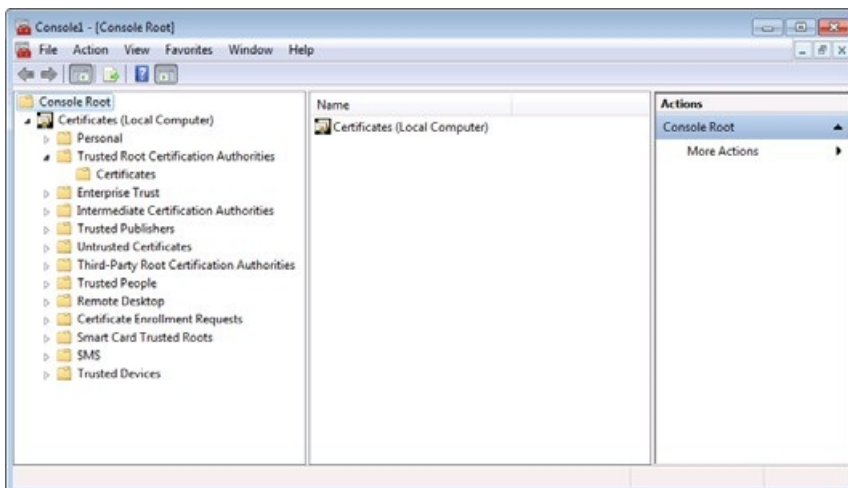 Console1 - [Console Root]
File Action View Favorites Window Help
Console Root
Certificates (Local Computer)
Personal
Trusted Root Certification Authorities
Certificates
Enterprise Trust
Intermediate Certification Authorities
Trusted Publishers
Untrusted Certificates
Third-Party Root Certification Authorities
Trusted People
Remote Desktop
Certificate Enrollment Requests
Smart Card Trusted Roots
SMS
Trusted Devices
Name
Certificates (Local Computer)
Actions
Console Root
More Actions